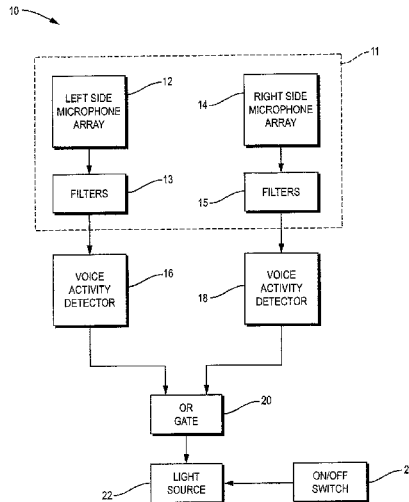 10
11
12
LEFT SIDE
MICROPHONE
ARRAY
14
RIGHT SIDE
MICROPHONE
ARRAY
13
FILTERS
15
FILTERS
16
VOICE
ACTIVITY
DETECTOR
18
VOICE
ACTIVITY
DETECTOR
OR
GATE
20
22
LIGHT
SOURCE
ON/OFF
SWITCH
2